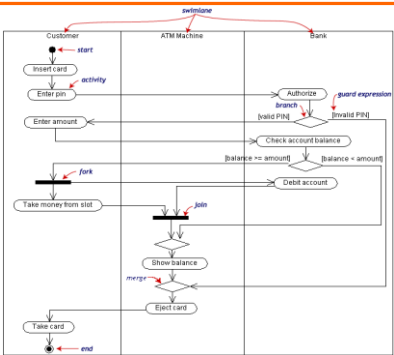 swimlane
Customer
ATM Machine
Bank
start
Insert card
activity
Enter pin
Authorize
guard expression
branch
[valid PIN]
[Invalid PIN]
Enter amount
Check account balance
[balance >= amount]
[balance < amount]
fork
Debit account
Take money from slot
join
Show balance
merge
Eject card
Take card
end